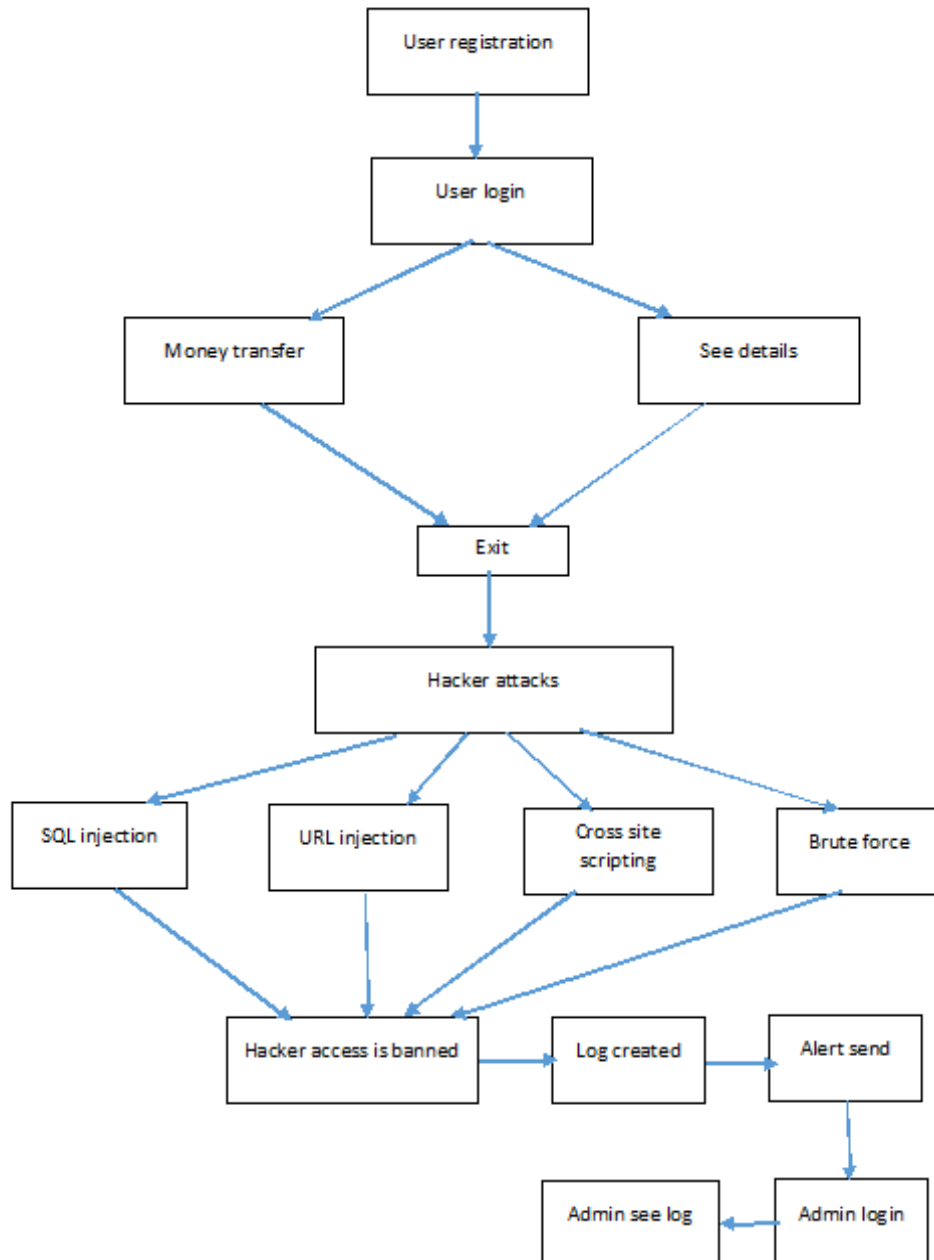 User registration
User login
Money transfer
See details
Exit
Hacker attacks
SQL injection
URL injection
Cross site
scripting
Brute force
Hacker access is banned
Log created
Alert send
Admin see log
Admin login